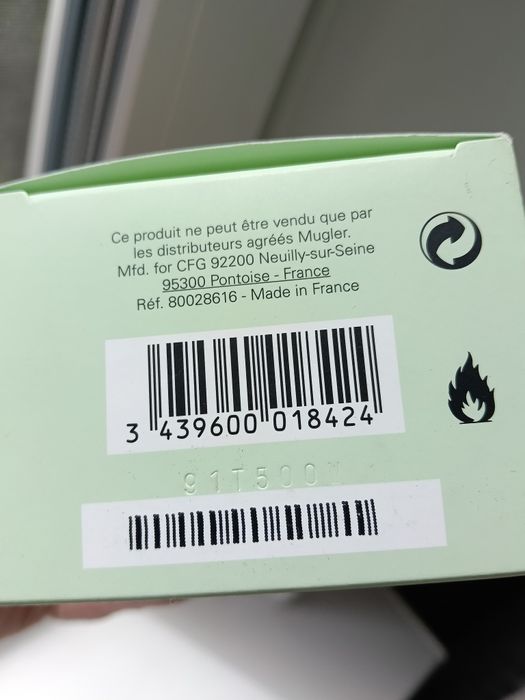 Ce produit ne peut être vendu que par
les distributeurs agréés Mugler.
Mfd. for CFG 92200 Neuilly-sur-Seine
95300 Pontoise - France
Réf. 80028616 - Made in France
3 439600 018424
91T500